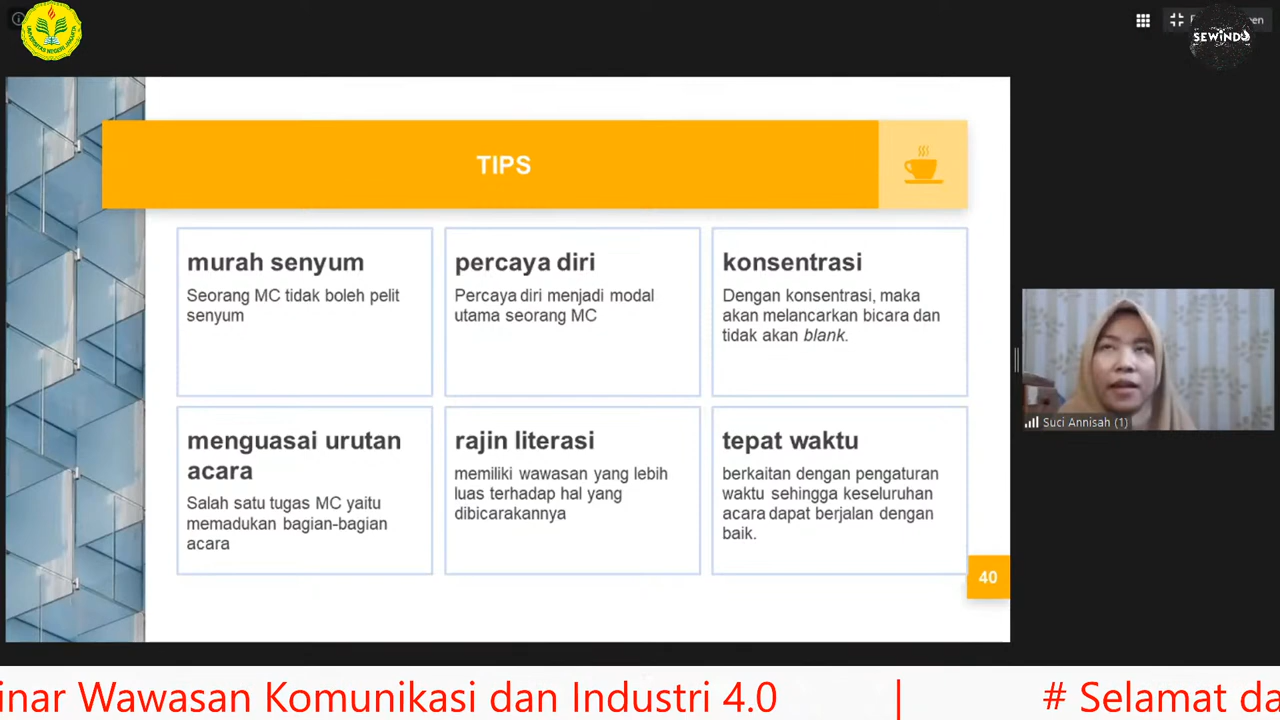 UNIVERSITAS NEGERI JAKARTA
SEWINDU
TIPS
murah senyum
Seorang MC tidak boleh pelit
senyum
percaya diri
Percaya diri menjadi modal
utama seorang MC
konsentrasi
Dengan konsentrasi, maka
akan melancarkan bicara dan
tidak akan blank.
menguasai urutan
acara
Salah satu tugas MC yaitu
memadukan bagian-bagian
acara
rajin literasi
memiliki wawasan yang lebih
luas terhadap hal yang
dibicarakannya
tepat waktu
berkaitan dengan pengaturan
waktu sehingga keseluruhan
acara dapat berjalan dengan
baik.
40
Suci Annisah (1)
inar Wawasan Komunikasi dan Industri 4.0 | # Selamat da